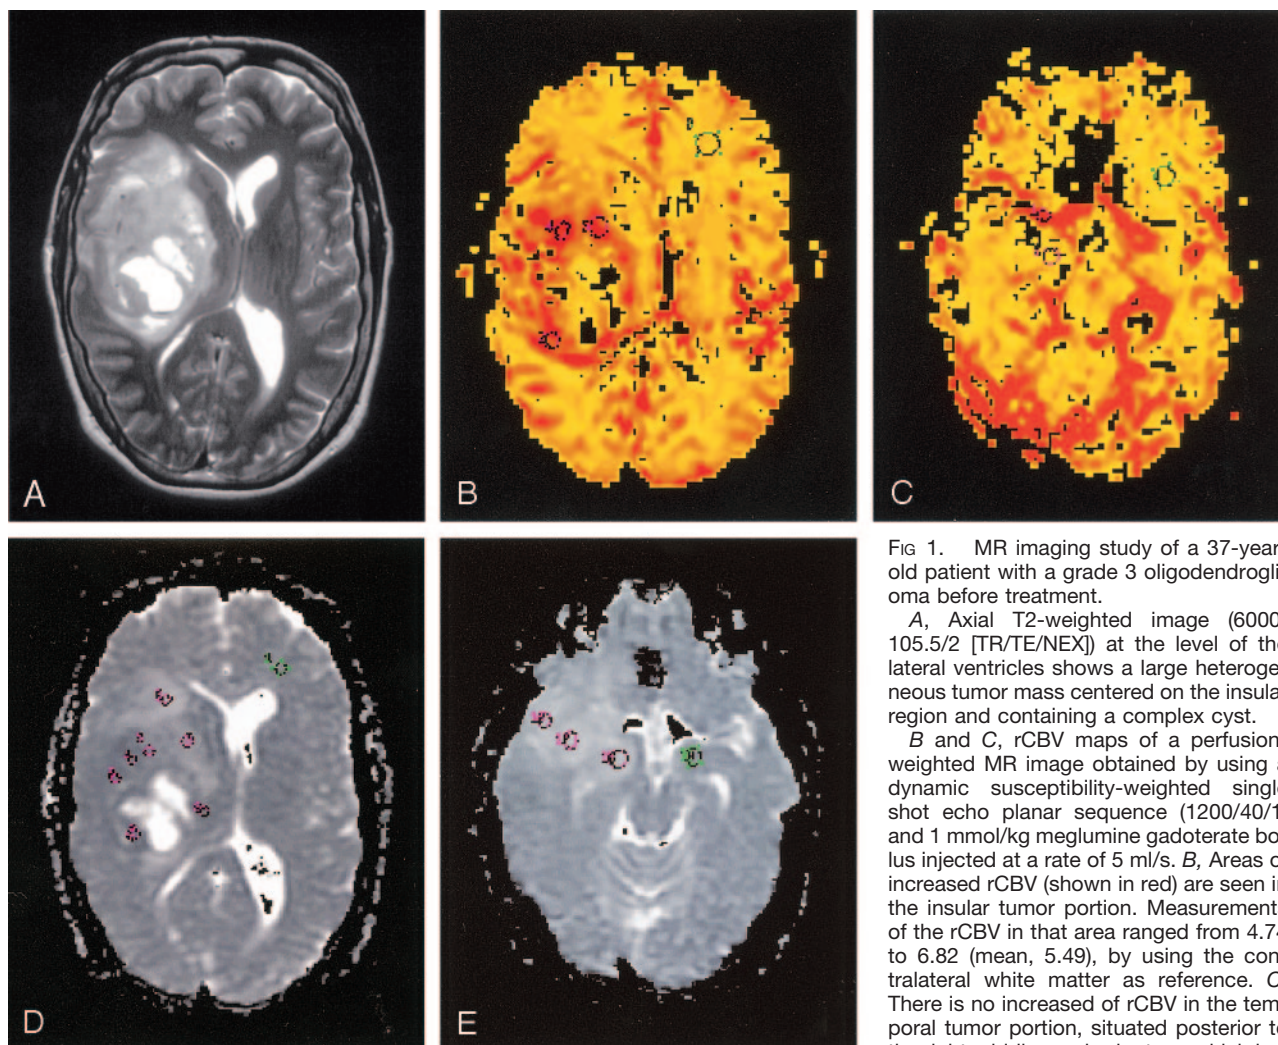 A
B
C
D
E
FIG 1. MR imaging study of a 37-year
old patient with a grade 3 oligodendrogli
oma before treatment.
A, Axial T2-weighted image (6000
105.5/2 [TR/TE/NEX]) at the level of the
lateral ventricles shows a large heteroge
neous tumor mass centered on the insula
region and containing a complex cyst.
B and C, rCBV maps of a perfusion
weighted MR image obtained by using a
dynamic susceptibility-weighted single
shot echo planar sequence (1200/40/1
and 1 mmol/kg meglumine gadoterate bo
lus injected at a rate of 5 ml/s. B, Areas o
increased rCBV (shown in red) are seen i
the insular tumor portion. Measurement
of the rCBV in that area ranged from 4.74
to 6.82 (mean, 5.49), by using the con
tralateral white matter as reference. C
There is no increased of rCBV in the tem
poral tumor portion, situated posterior to